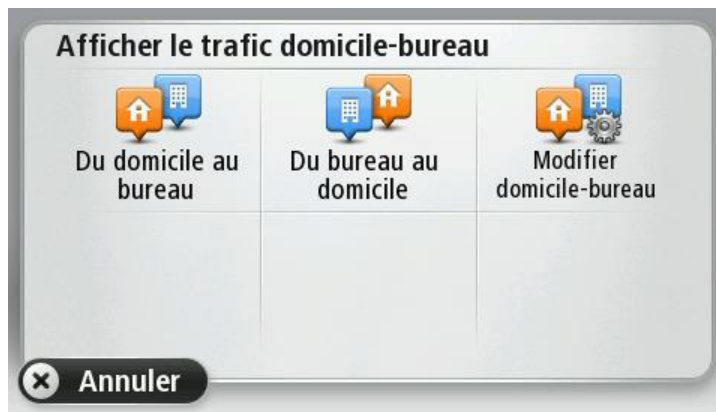 Afficher le trafic domicile-bureau
Du domicile au
bureau
Du bureau au
domicile
Modifier
domicile-bureau
Annuler